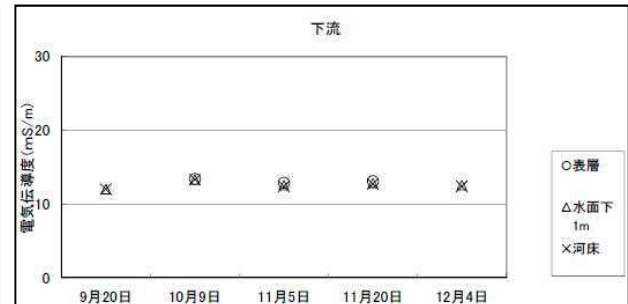 下流
電気伝導度(mS/m)
30
20
10
0
9月20日
10月9日
11月5日
11月20日
12月4日
○表層
△水面下
1m
×河床